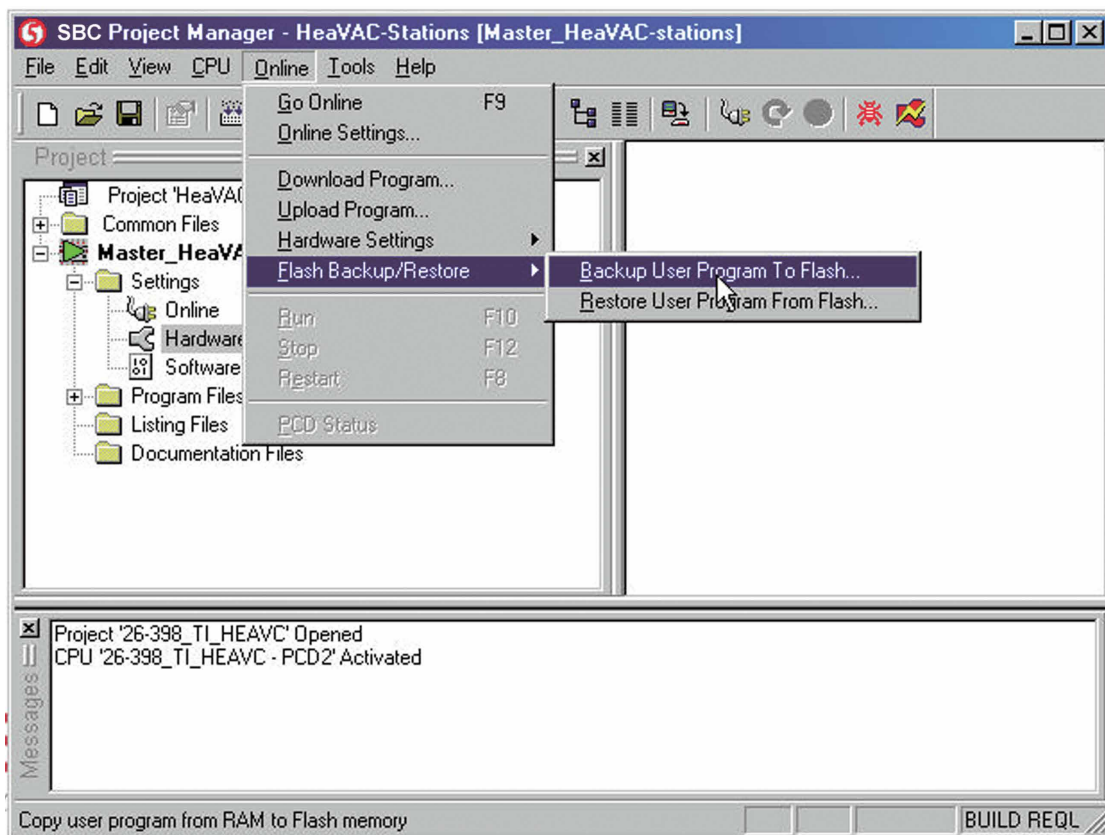 SBC Project Manager - HeaVAC-Stations [Master_HeaVAC-stations]
File Edit View CPU Online Tools Help
Go Online F9
Online Settings...
Download Program...
Upload Program...
Hardware Settings
Flash Backup/Restore
Backup User Program To Flash...
Restore User Program From Flash...
Run F10
Stop F12
Restart F8
PCD Status
Project
Project 'HeaVA
Common Files
Master_HeaVA
Settings
Online
Hardware
Software
Program Files
Listing Files
Documentation Files
Messages
Project '26-398_TI_HEAVC' Opened
CPU '26-398_TI_HEAVC - PCD2' Activated
Copy user program from RAM to Flash memory
BUILD REQL